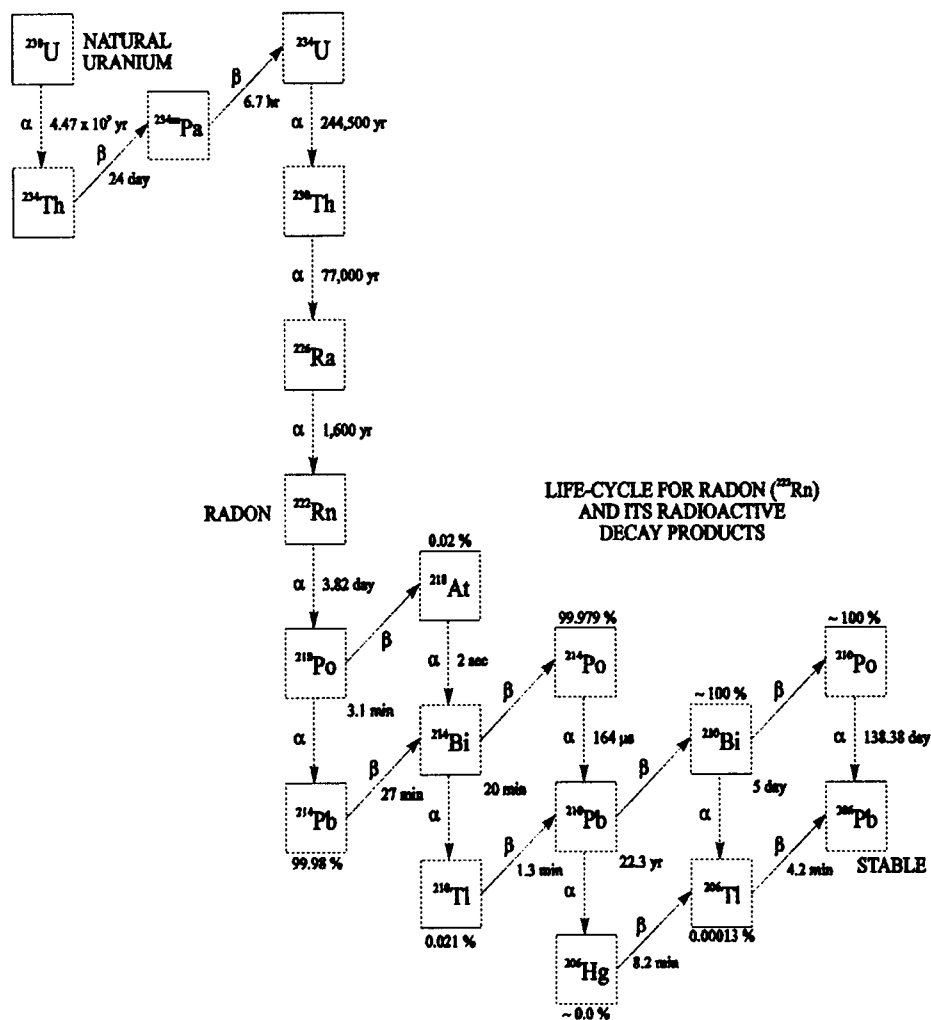 ²³⁸U
NATURAL
URANIUM
²³⁴U
β
6.7 hr
α
4.47 x 10⁹ yr
²³⁴ᵐPa
α
244,500 yr
β
24 day
²³⁴Th
²³⁰Th
α
77,000 yr
²²⁶Ra
α
1,600 yr
RADON
²²²Rn
LIFE-CYCLE FOR RADON (²²²Rn)
AND ITS RADIOACTIVE
DECAY PRODUCTS
0.02 %
α
3.82 day
²¹⁸At
β
99.979 %
~ 100 %
²¹⁸Po
α
2 sec
²¹⁴Po
²¹⁰Po
β
~ 100 %
β
3.1 min
²¹⁴Bi
α
164 µs
²¹⁰Bi
α
138.38 day
α
β
27 min
20 min
β
5 day
²¹⁴Pb
α
²¹⁰Pb
α
²⁰⁶Pb
99.98 %
β
1.3 min
22.3 yr
β
4.2 min
STABLE
²¹⁰Tl
α
²⁰⁶Tl
0.021 %
β
0.00013 %
²⁰⁶Hg
8.2 min
~ 0.0 %